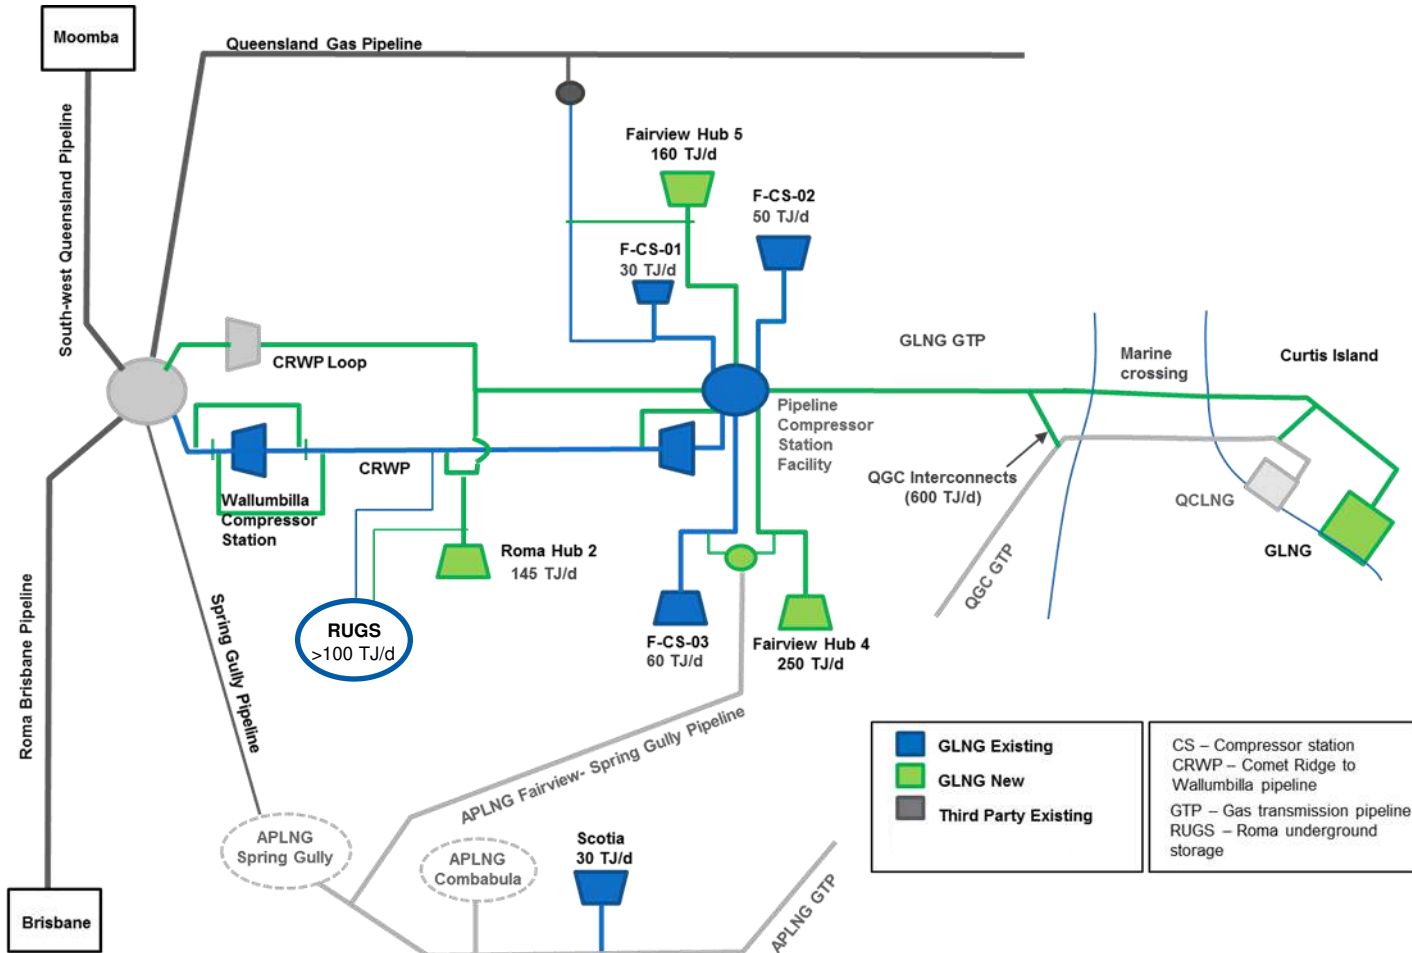 Moomba
Queensland Gas Pipeline
South-west Queensland Pipeline
Fairview Hub 5
160 TJ/d
F-CS-02
50 TJ/d
F-CS-01
30 TJ/d
CRWP Loop
GLNG GTP
Marine
crossing
Curtis Island
Pipeline
Compressor
Station
Facility
CRWP
QGC Interconnects
(600 TJ/d)
QCLNG
GLNG
Wallumbilla
Compressor
Station
Roma Hub 2
145 TJ/d
QGC GTP
RUGS
>100 TJ/d
F-CS-03
60 TJ/d
Fairview Hub 4
250 TJ/d
Roma Brisbane Pipeline
Spring Gully Pipeline
APLNG Fairview- Spring Gully Pipeline
APLNG
Spring Gully
APLNG
Combabula
Scotia
30 TJ/d
APLNG GTP
Brisbane
GLNG Existing
GLNG New
Third Party Existing
CS – Compressor station
CRWP – Comet Ridge to
Wallumbilla pipeline
GTP – Gas transmission pipeline
RUGS – Roma underground
storage